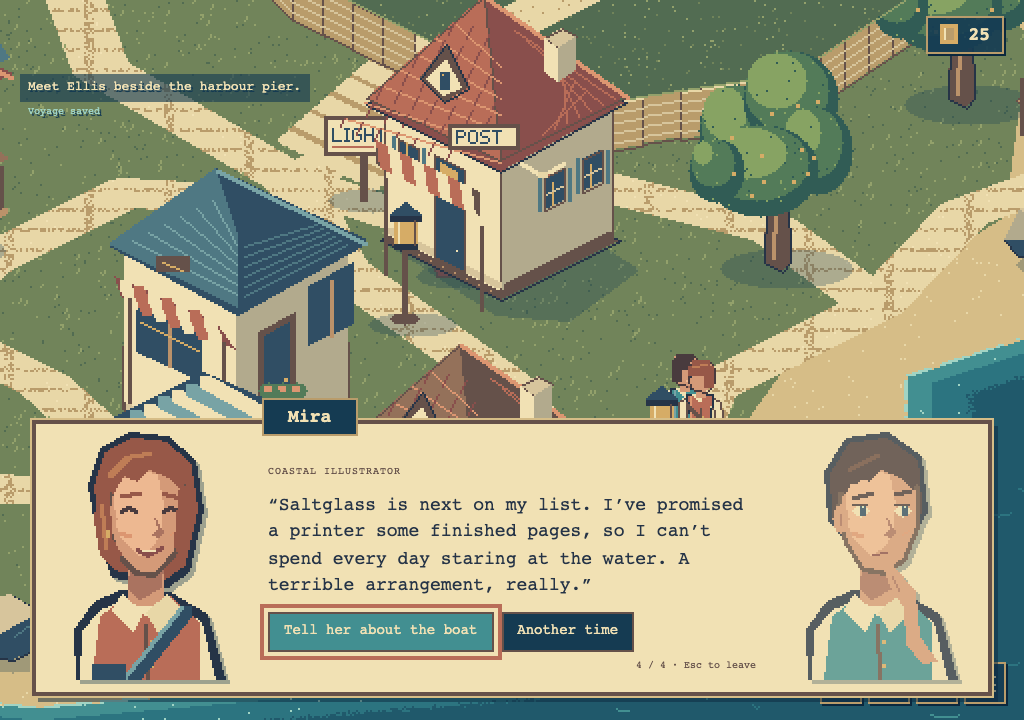 25
Meet Ellis beside the harbour pier.
Voyage saved
LIGH
POST
Mira
COASTAL ILLUSTRATOR
“Saltglass is next on my list. I’ve promised
a printer some finished pages, so I can’t
spend every day staring at the water. A
terrible arrangement, really.”
Tell her about the boat
Another time
4 / 4 · Esc to leave